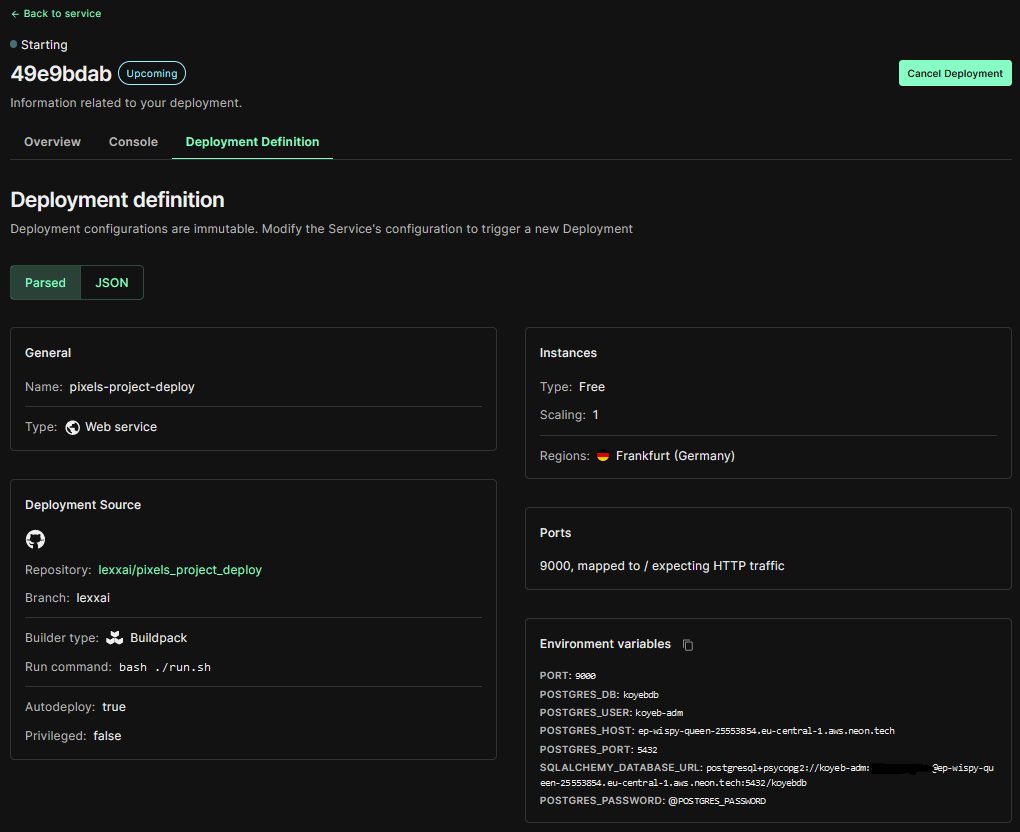 ← Back to service
Starting
49e9bdab Upcoming
Cancel Deployment
Information related to your deployment.
Overview Console Deployment Definition
Deployment definition
Deployment configurations are immutable. Modify the Service's configuration to trigger a new Deployment
Parsed JSON
General
Name: pixels-project-deploy
Type: Web service
Deployment Source
Repository: lexxai/pixels_project_deploy
Branch: lexxai
Builder type: Buildpack
Run command: bash ./run.sh
Autodeploy: true
Privileged: false
Instances
Type: Free
Scaling: 1
Regions: Frankfurt (Germany)
Ports
9000, mapped to / expecting HTTP traffic
Environment variables
PORT: 9000
POSTGRES_DB: koyebdb
POSTGRES_USER: koyeb-adm
POSTGRES_HOST: ep-wispy-queen-25553854.eu-central-1.aws.neon.tech
POSTGRES_PORT: 5432
SQLALCHEMY_DATABASE_URL: postgresql+psycopg2://koyeb-adm: @ep-wispy-qu
een-25553854.eu-central-1.aws.neon.tech:5432/koyebdb
POSTGRES_PASSWORD: @POSTGRES_PASSWORD